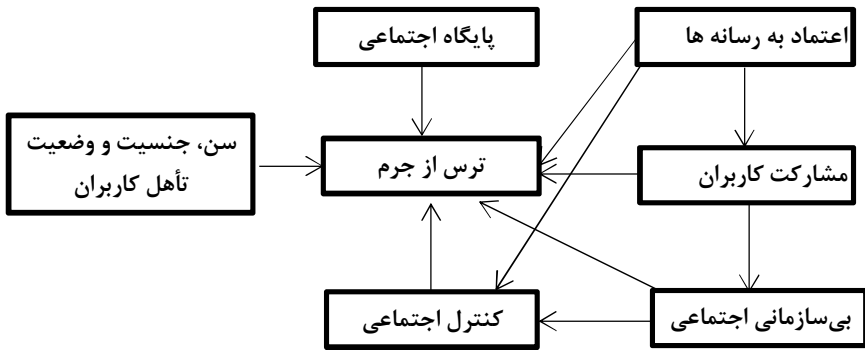 اعتماد به رسانه ها
پایگاه اجتماعی
سن، جنسیت و وضعیت
تأهل کاربران
ترس از جرم
مشارکت کاربران
بی‌سازمانی اجتماعی
کنترل اجتماعی